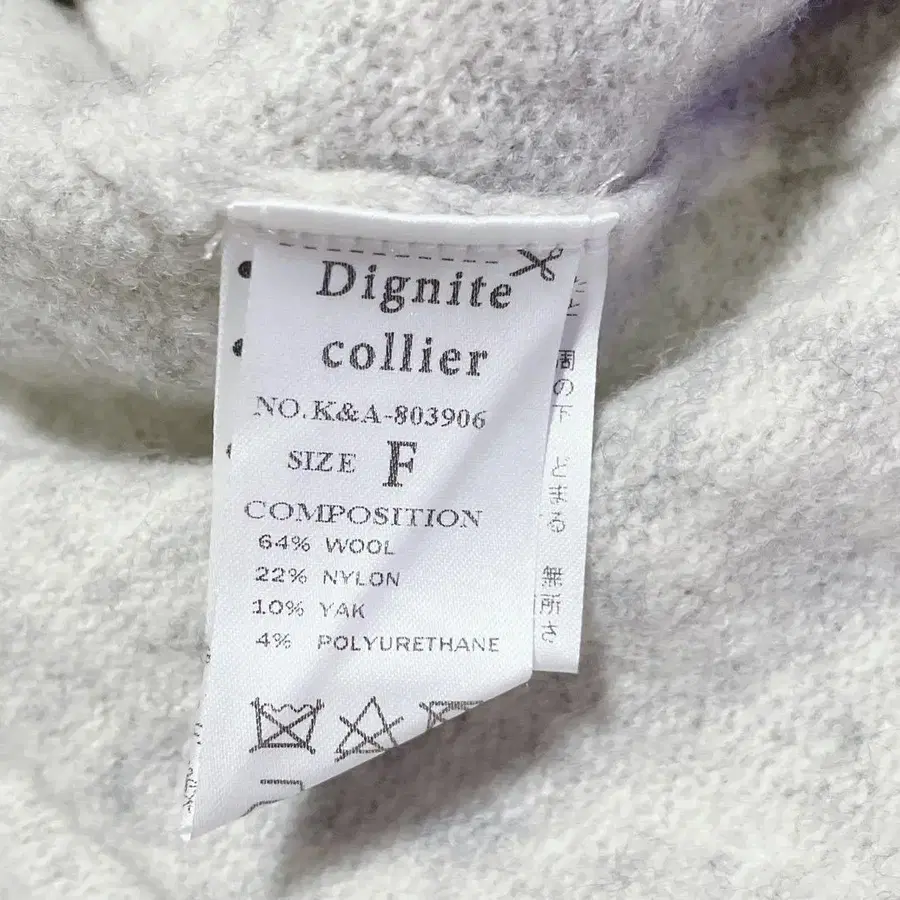 Dignite
collier
NO.K&A-803906
SIZE F
COMPOSITION
64% WOOL
22% NYLON
10% YAK
4% POLYURETHANE